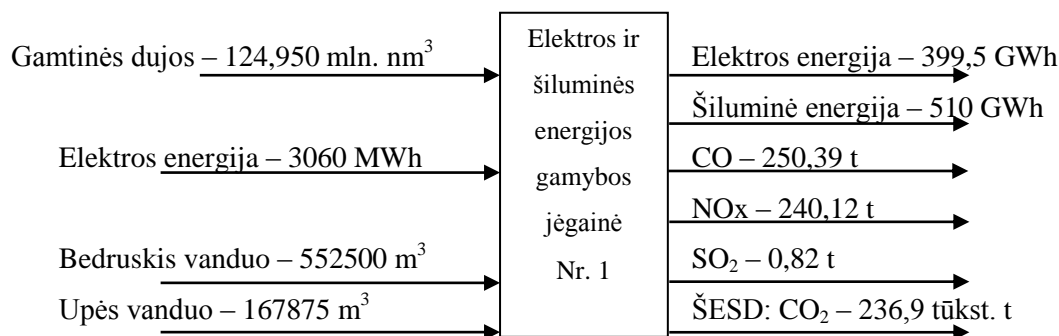 Gamtinės dujos – 124,950 mln. nm³
Elektros energija – 3060 MWh
Bedruskis vanduo – 552500 m³
Upės vanduo – 167875 m³
Elektros ir
šiluminės
energijos
gamybos
jėgainė
Nr. 1
Elektros energija – 399,5 GWh
Šiluminė energija – 510 GWh
CO – 250,39 t
NOx – 240,12 t
SO₂ – 0,82 t
ŠESD: CO₂ – 236,9 tūkst. t